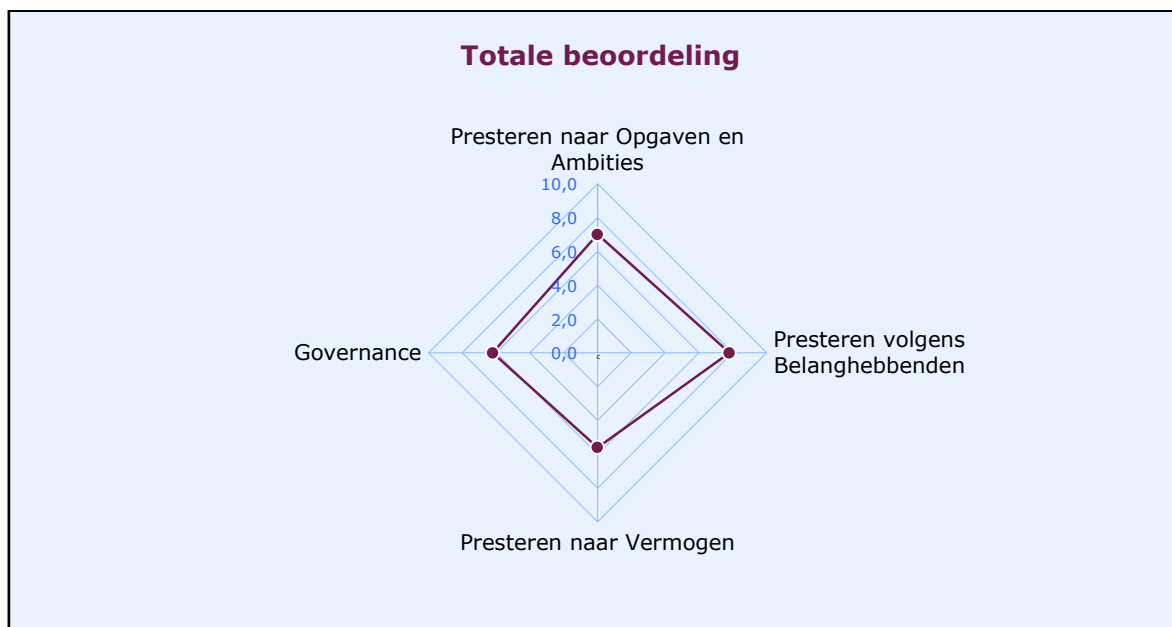 Totale beoordeling
Presteren naar Opgaven en
Ambities
10,0
8,0
6,0
4,0
2,0
0,0
c
Governance
Presteren volgens
Belanghebbenden
Presteren naar Vermogen